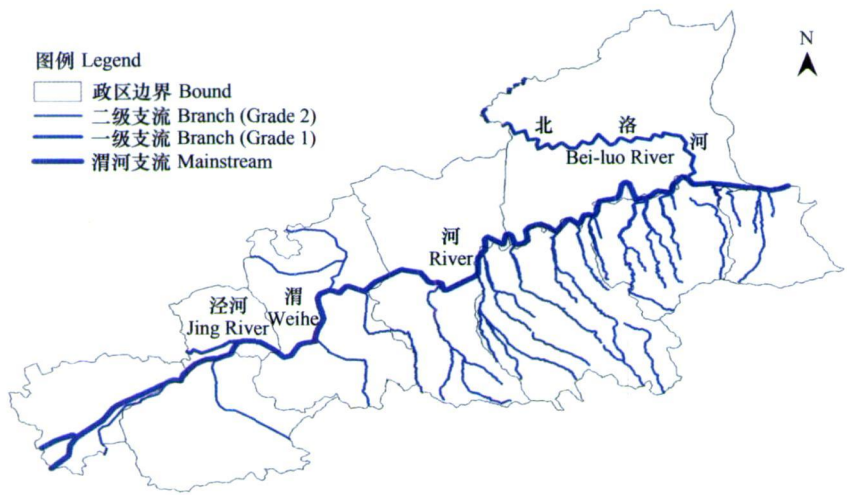 图例 Legend
政区边界 Bound
二级支流 Branch (Grade 2)
一级支流 Branch (Grade 1)
渭河支流 Mainstream
N
北 洛 河
Bei-luo River
河
River
渭
Weihe
泾河
Jing River